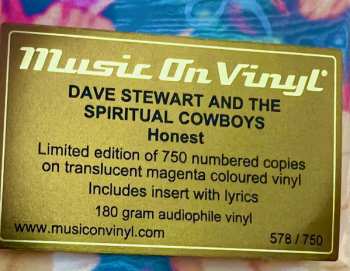 Music On Vinyl®
DAVE STEWART AND THE
SPIRITUAL COWBOYS
Honest
Limited edition of 750 numbered copies
on translucent magenta coloured vinyl
Includes insert with lyrics
180 gram audiophile vinyl
www.musiconvinyl.com
578 / 750